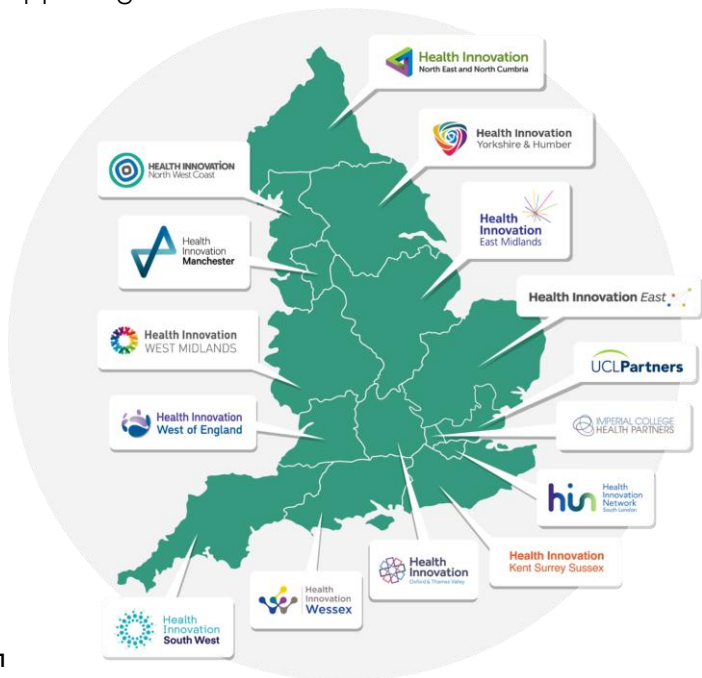 Health Innovation
North East and North Cumbria
Health Innovation
Yorkshire & Humber
HEALTH INNOVATION
North West Coast
Health
Innovation
East Midlands
Health
Innovation
Manchester
Health Innovation East
Health Innovation
WEST MIDLANDS
UCLPartners
Health Innovation
West of England
IMPERIAL COLLEGE
HEALTH PARTNERS
hin
Health
Innovation
Network
South London
Health Innovation
Kent Surrey Sussex
Health
Innovation
Oxford & Thames Valley
Health
Innovation
Wessex
Health
Innovation
South West
1